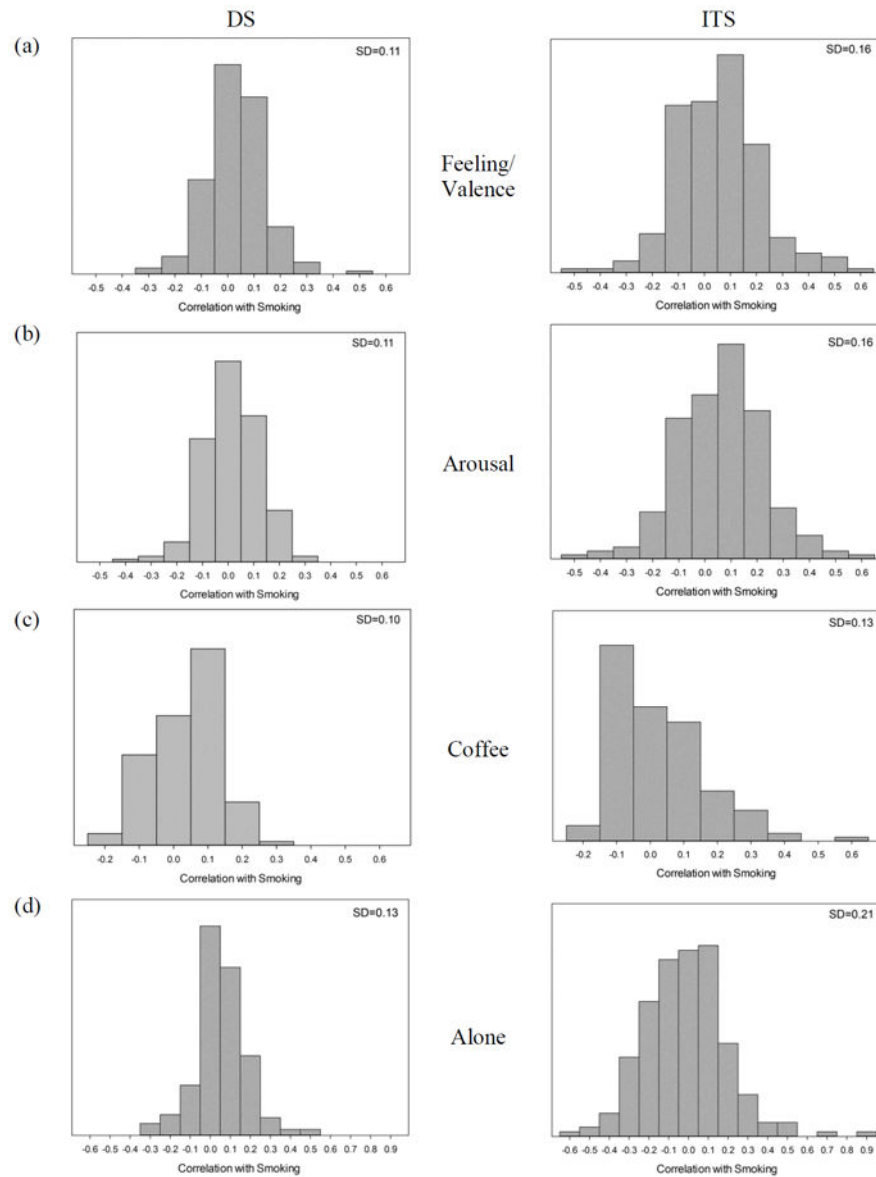 DS ITS
(a) SD=0.11 SD=0.16
Feeling/
Valence
-0.5 -0.4 -0.3 -0.2 -0.1 0.0 0.1 0.2 0.3 0.4 0.5 0.6 -0.5 -0.4 -0.3 -0.2 -0.1 0.0 0.1 0.2 0.3 0.4 0.5 0.6
Correlation with Smoking Correlation with Smoking
(b) SD=0.11 SD=0.16
Arousal
-0.5 -0.4 -0.3 -0.2 -0.1 0.0 0.1 0.2 0.3 0.4 0.5 0.6 -0.5 -0.4 -0.3 -0.2 -0.1 0.0 0.1 0.2 0.3 0.4 0.5 0.6
Correlation with Smoking Correlation with Smoking
(c) SD=0.10 SD=0.13
Coffee
-0.2 -0.1 0.0 0.1 0.2 0.3 0.4 0.5 0.6 -0.2 -0.1 0.0 0.1 0.2 0.3 0.4 0.5 0.6
Correlation with Smoking Correlation with Smoking
(d) SD=0.13 SD=0.21
Alone
-0.6 -0.5 -0.4 -0.3 -0.2 -0.1 0.0 0.1 0.2 0.3 0.4 0.5 0.6 0.7 0.8 0.9 -0.6 -0.5 -0.4 -0.3 -0.2 -0.1 0.0 0.1 0.2 0.3 0.4 0.5 0.6 0.7 0.8 0.9
Correlation with Smoking Correlation with Smoking